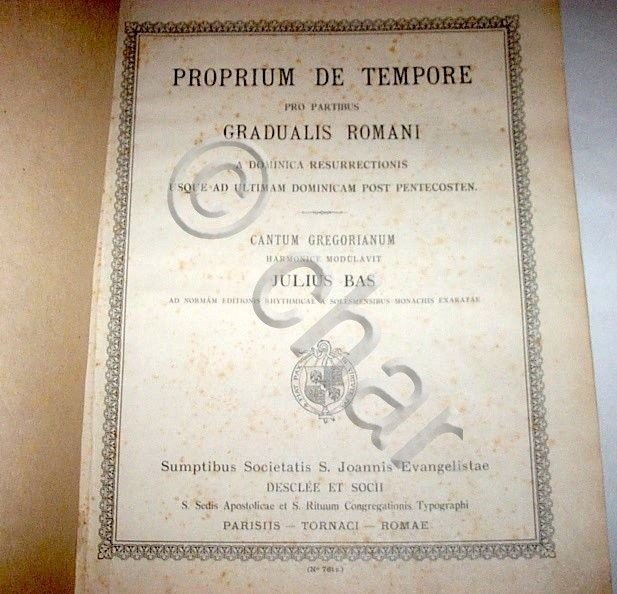 PROPRIUM DE TEMPORE
PRO PARTIBUS
GRADUALIS ROMANI
A DOMINICA RESURRECTIONIS
USQUE AD ULTIMAM DOMINICAM POST PENTECOSTEN.
CANTUM GREGORIANUM
HARMONICE MODULAVIT
JULIUS BAS
AD NORMAM EDITIONIS RHYTHMICAE A SOLESMENSIBUS MONACHIS EXARATAE
Sumptibus Societatis S. Joannis Evangelistae
DESCLÉE ET SOCII
S. Sedis Apostolicae et S. Rituum Congregationis Typographi
PARISIIS — TORNACI — ROMAE
© char